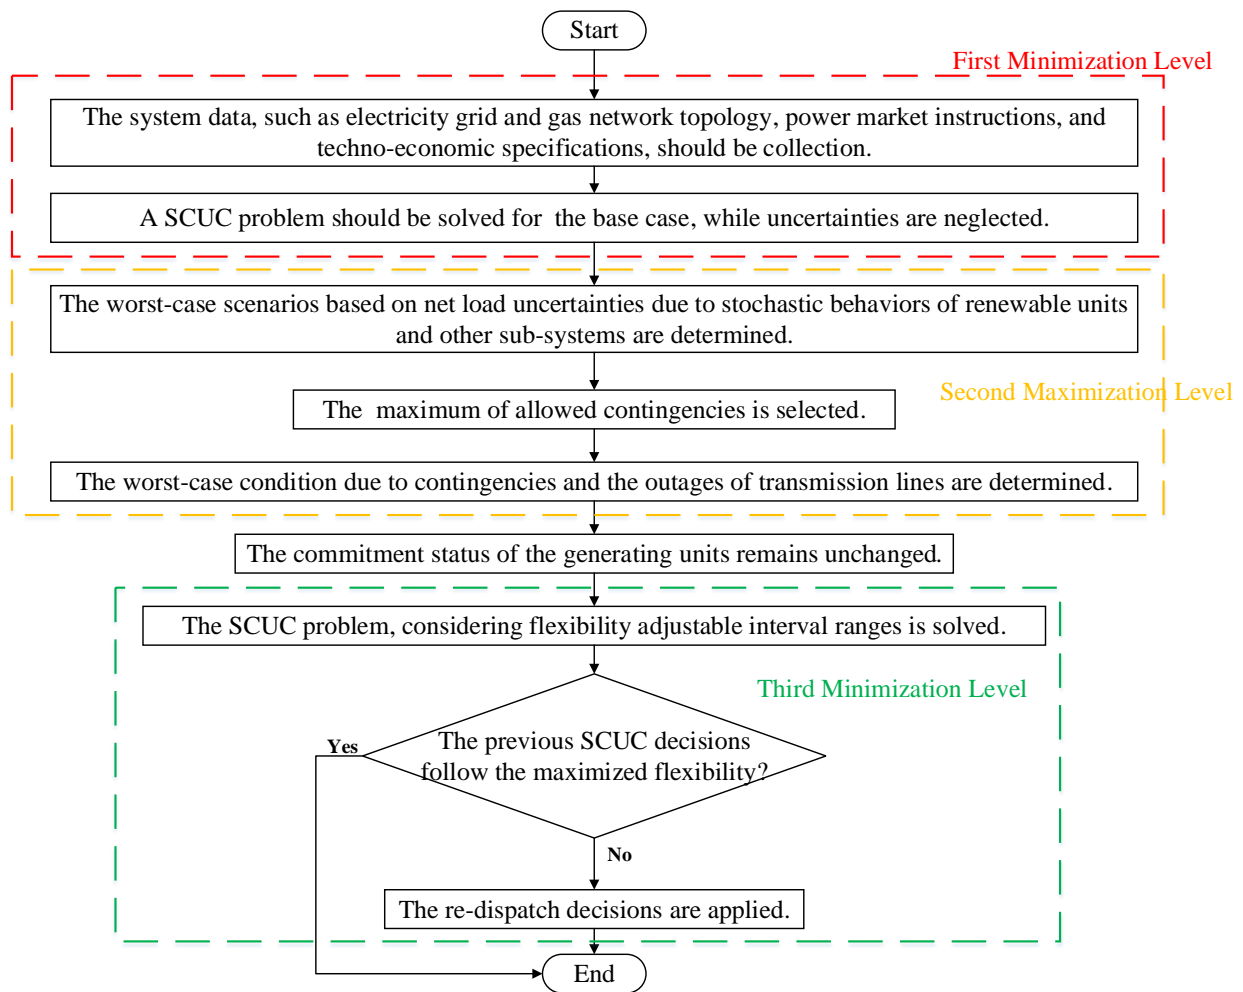 Start
First Minimization Level
The system data, such as electricity grid and gas network topology, power market instructions, and
techno-economic specifications, should be collection.
A SCUC problem should be solved for the base case, while uncertainties are neglected.
The worst-case scenarios based on net load uncertainties due to stochastic behaviors of renewable units
and other sub-systems are determined.
Second Maximization Level
The maximum of allowed contingencies is selected.
The worst-case condition due to contingencies and the outages of transmission lines are determined.
The commitment status of the generating units remains unchanged.
The SCUC problem, considering flexibility adjustable interval ranges is solved.
Third Minimization Level
Yes
The previous SCUC decisions
follow the maximized flexibility?
No
The re-dispatch decisions are applied.
End